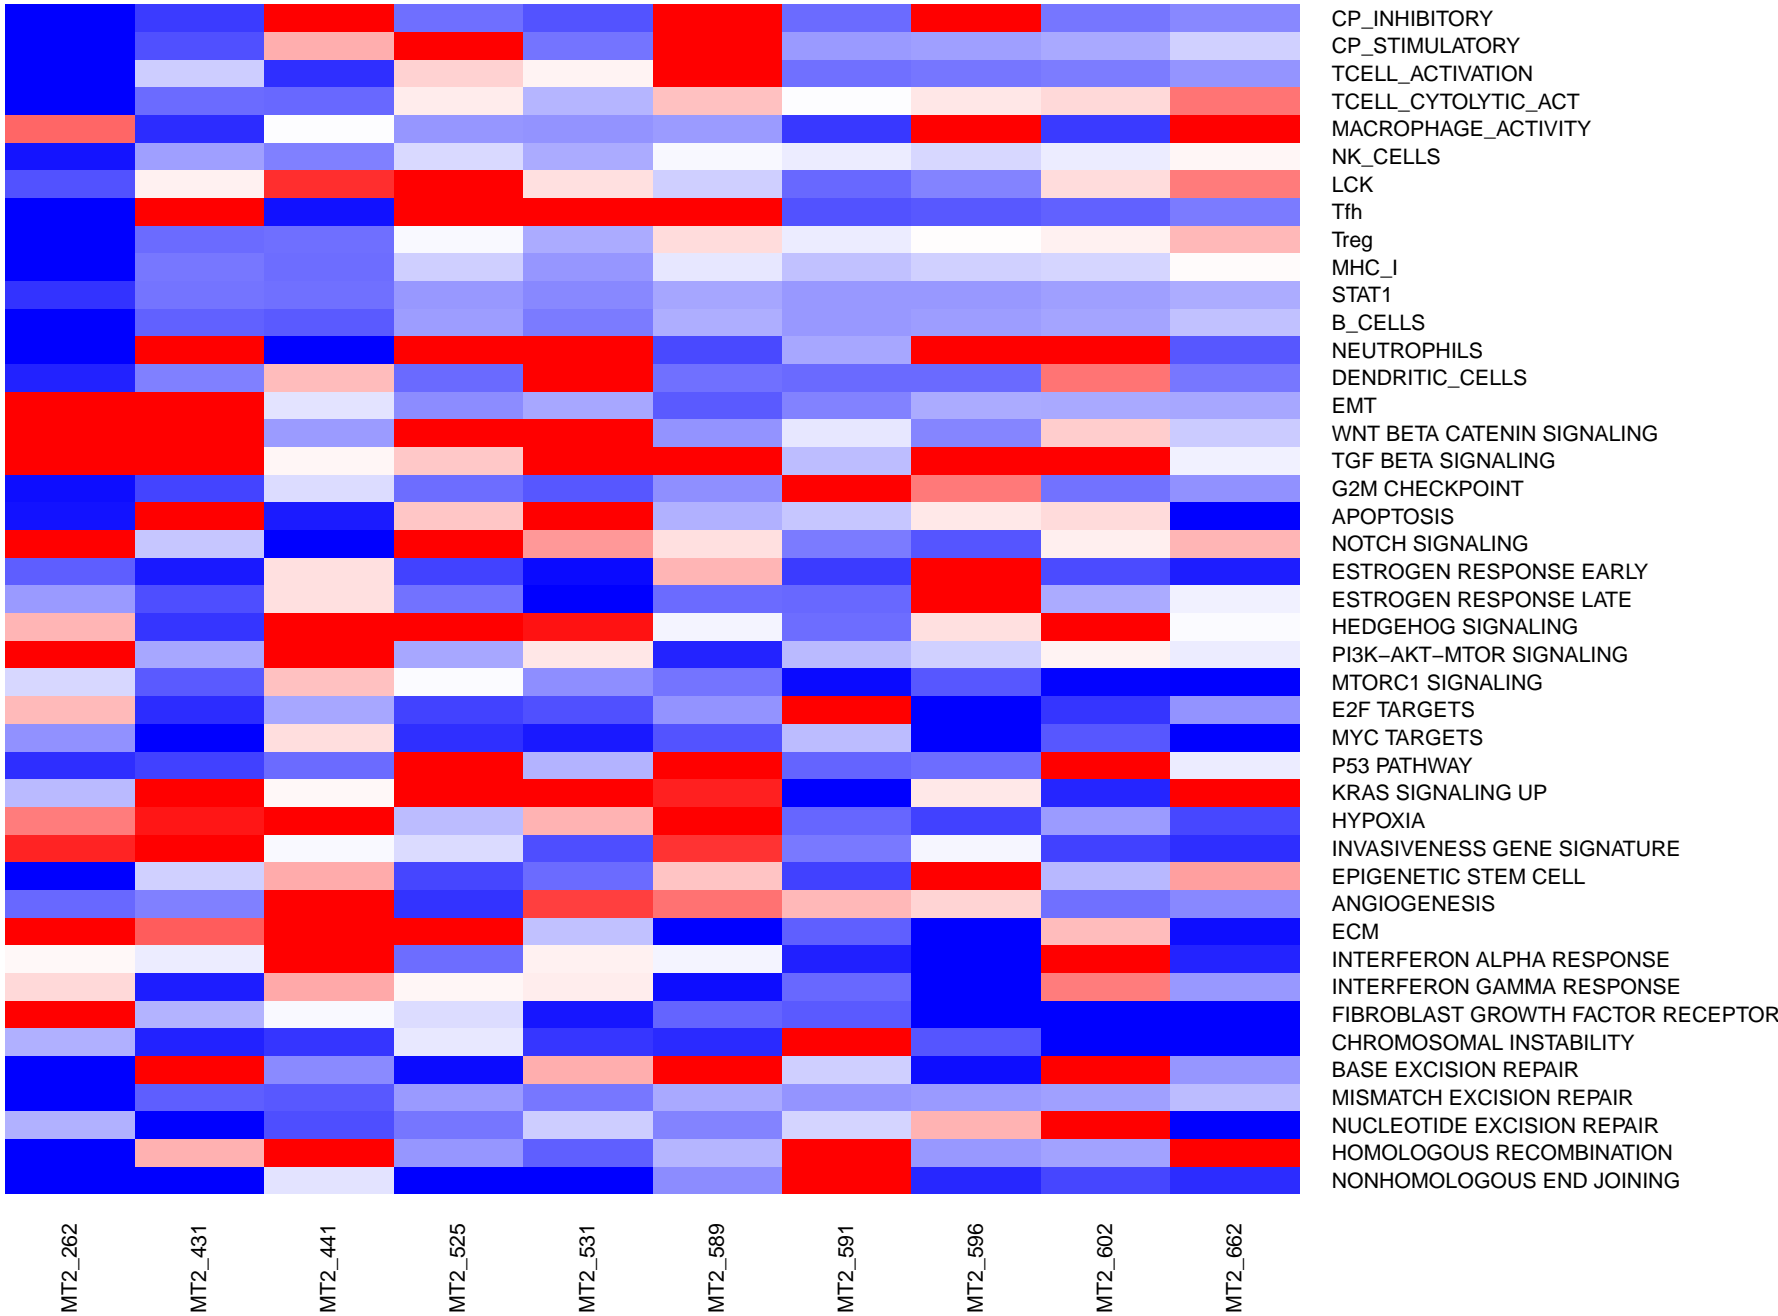 CP_INHIBITORY
CP_STIMULATORY
TCELL_ACTIVATION
TCELL_CYTOLYTIC_ACT
MACROPHAGE_ACTIVITY
NK_CELLS
LCK
Tfh
Treg
MHC_I
STAT1
B_CELLS
NEUTROPHILS
DENDRITIC_CELLS
EMT
WNT BETA CATENIN SIGNALING
TGF BETA SIGNALING
G2M CHECKPOINT
APOPTOSIS
NOTCH SIGNALING
ESTROGEN RESPONSE EARLY
ESTROGEN RESPONSE LATE
HEDGEHOG SIGNALING
PI3K−AKT−MTOR SIGNALING
MTORC1 SIGNALING
E2F TARGETS
MYC TARGETS
P53 PATHWAY
KRAS SIGNALING UP
HYPOXIA
INVASIVENESS GENE SIGNATURE
EPIGENETIC STEM CELL
ANGIOGENESIS
ECM
INTERFERON ALPHA RESPONSE
INTERFERON GAMMA RESPONSE
FIBROBLAST GROWTH FACTOR RECEPTOR
CHROMOSOMAL INSTABILITY
BASE EXCISION REPAIR
MISMATCH EXCISION REPAIR
NUCLEOTIDE EXCISION REPAIR
HOMOLOGOUS RECOMBINATION
NONHOMOLOGOUS END JOINING
MT2_262
MT2_431
MT2_441
MT2_525
MT2_531
MT2_589
MT2_591
MT2_596
MT2_602
MT2_662